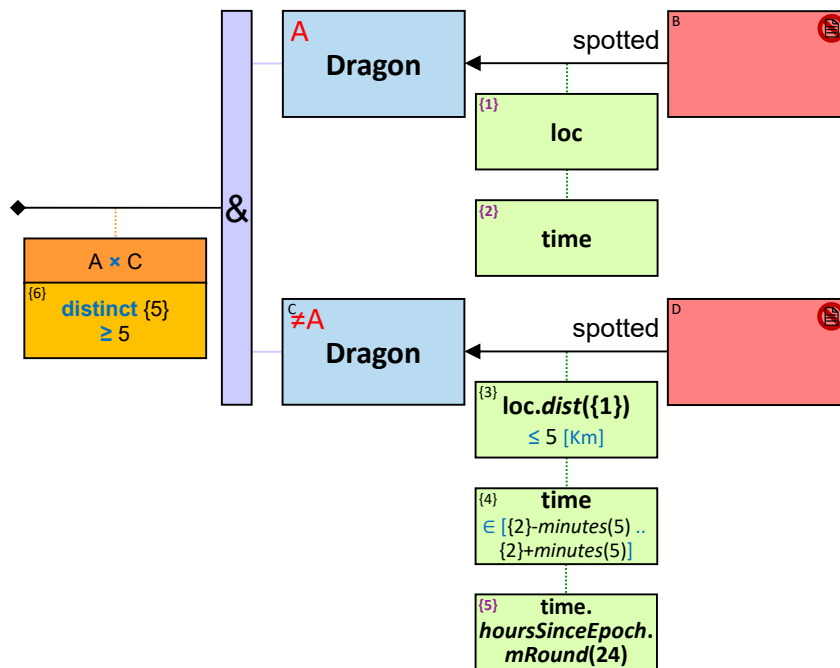 A
Dragon
spotted
B
{1}
loc
{2}
time
&
A × C
{6}
distinct {5}
≥ 5
C
≠A
Dragon
spotted
D
{3}
loc.dist({1})
≤ 5 [Km]
{4}
time
∈ [{2}-minutes(5) ..
{2}+minutes(5)]
{5}
time.
hoursSinceEpoch.
mRound(24)